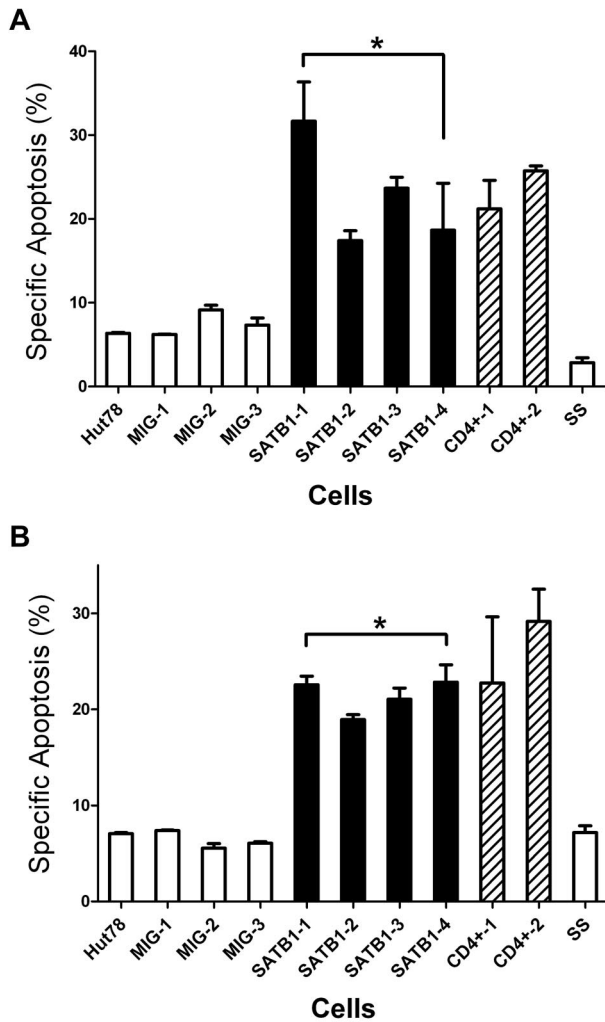 A
Specific Apoptosis (%)
40
30
20
10
0
*
Hut78
MIG-1
MIG-2
MIG-3
SATB1-1
SATB1-2
SATB1-3
SATB1-4
CD4+-1
CD4+-2
SS
Cells
B
Specific Apoptosis (%)
30
20
10
0
*
Hut78
MIG-1
MIG-2
MIG-3
SATB1-1
SATB1-2
SATB1-3
SATB1-4
CD4+-1
CD4+-2
SS
Cells